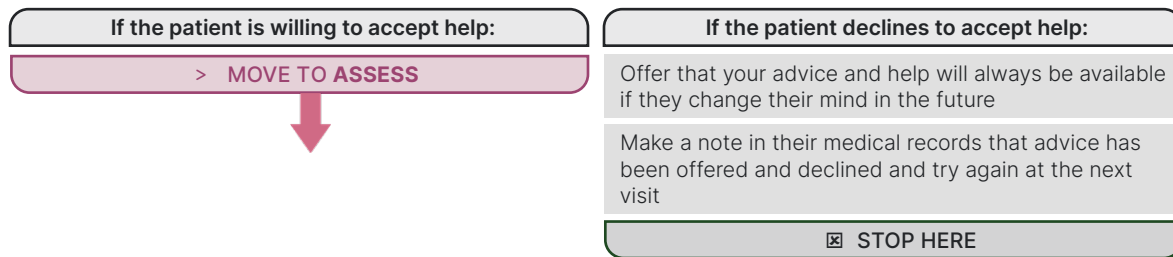 If the patient is willing to accept help:
> MOVE TO ASSESS
If the patient declines to accept help:
Offer that your advice and help will always be available
if they change their mind in the future
Make a note in their medical records that advice has
been offered and declined and try again at the next
visit
☒ STOP HERE